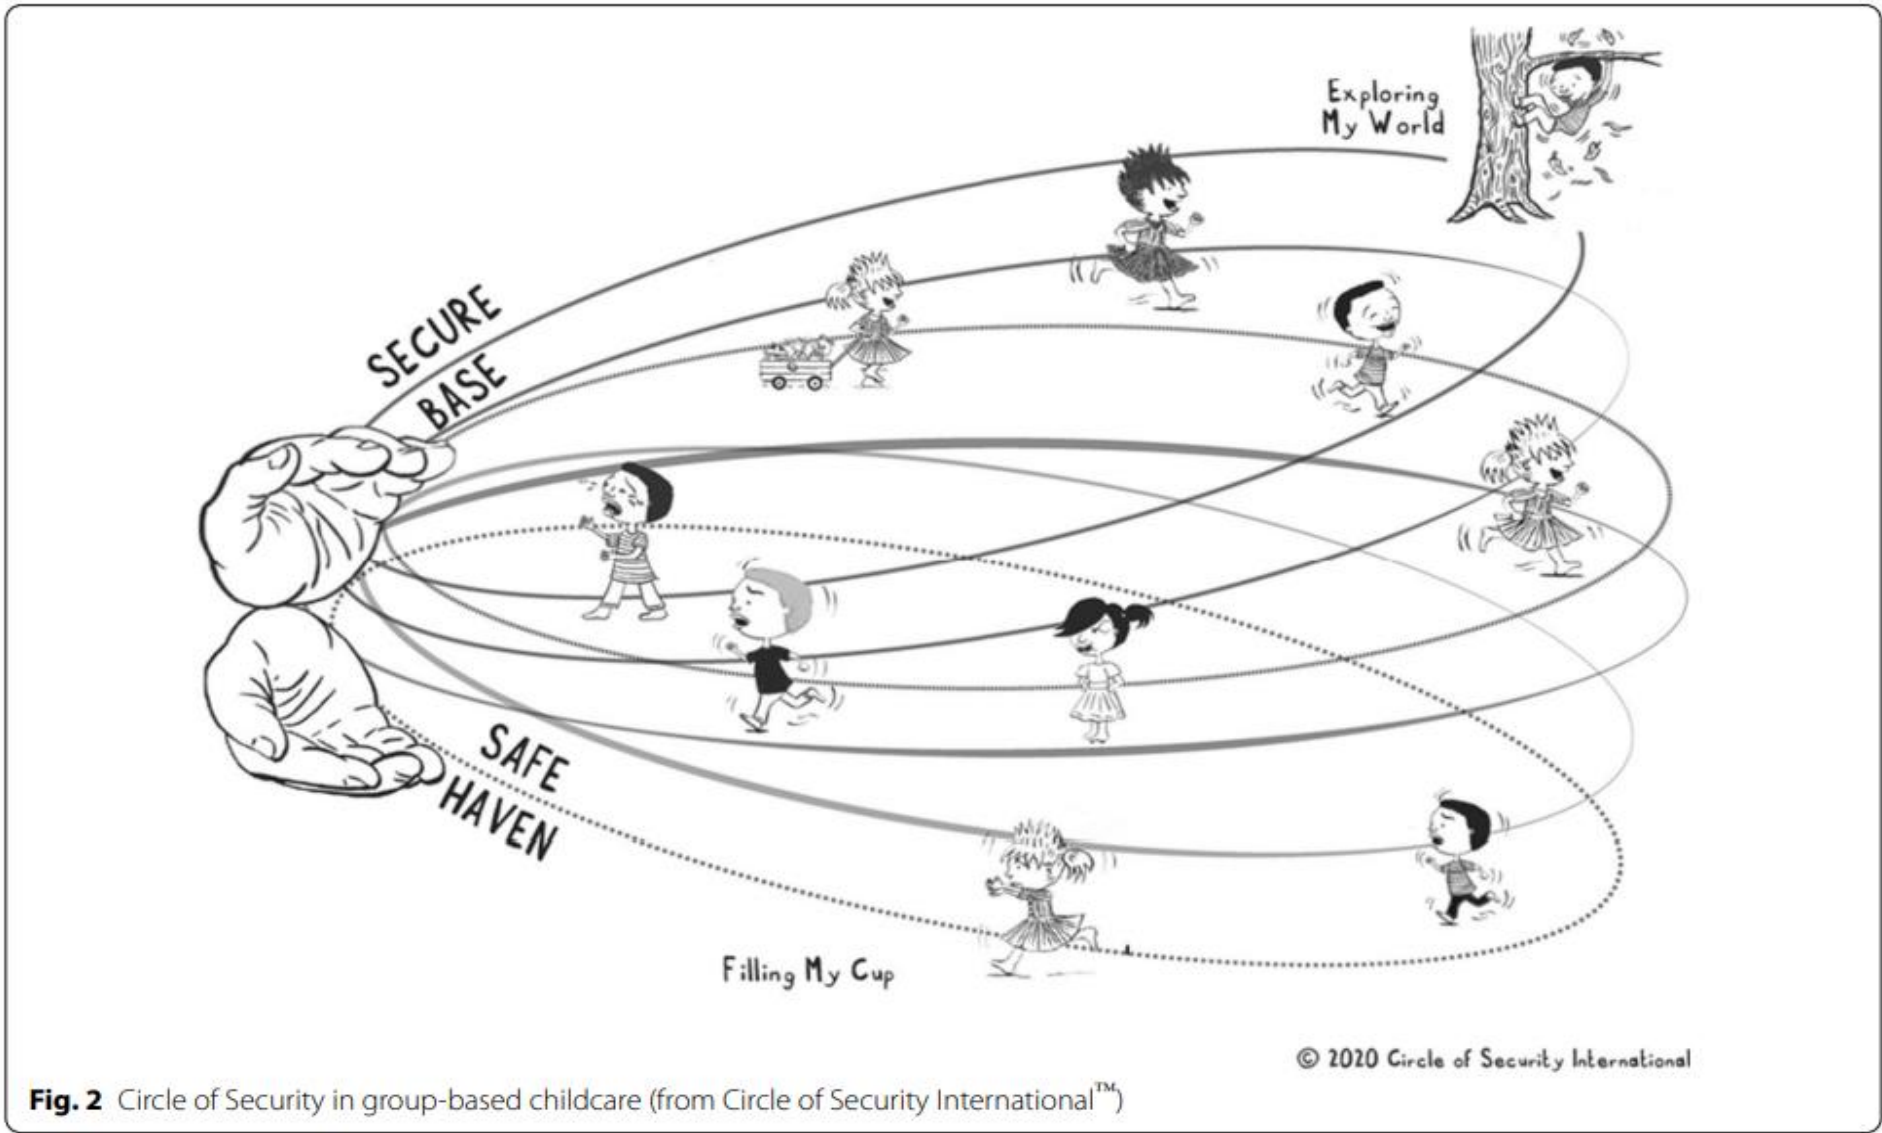 Exploring
My World
SECURE
BASE
SAFE
HAVEN
Filling My Cup
© 2020 Circle of Security International
Fig. 2 Circle of Security in group-based childcare (from Circle of Security International™)